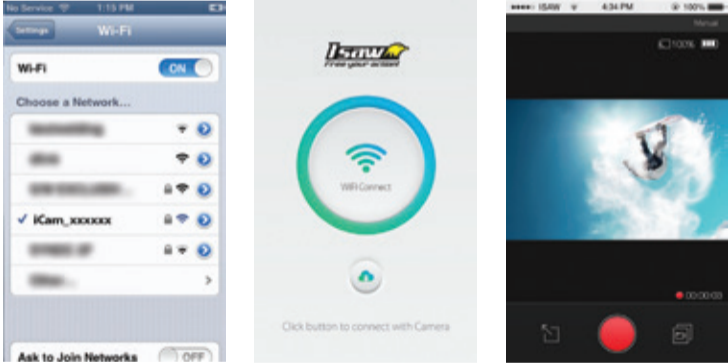 No Service 1:15 PM
Settings
Wi-Fi
Wi-Fi
ON
Choose a Network...
iCam_xxxxxx
Other...
Ask to Join Networks
OFF
Isaw
Free your action!
WIFI Connect
Click button to connect with Camera
ISAW 4:34 PM 100%
Manual
100%
00:00:00